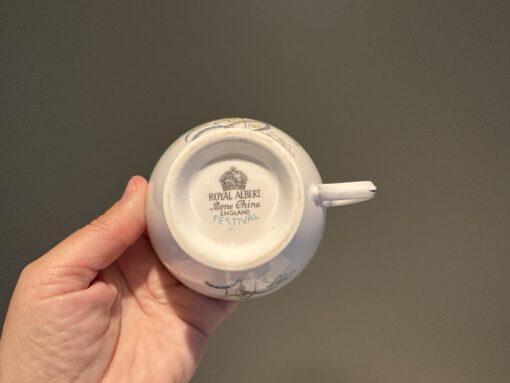 ROYAL ALBERT
Bone China
ENGLAND
FESTIVAL